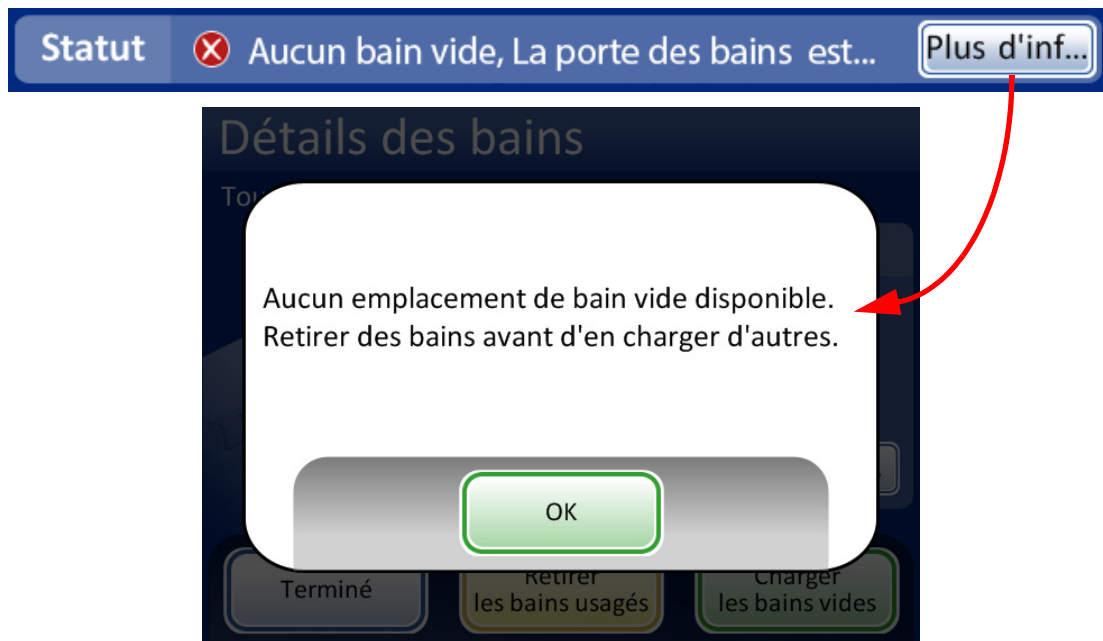 Statut Aucun bain vide, La porte des bains est... Plus d'inf...
Détails des bains
Aucun emplacement de bain vide disponible.
Retirer des bains avant d'en charger d'autres.
OK
Terminé
Retirer
les bains usagés
Charger
les bains vides